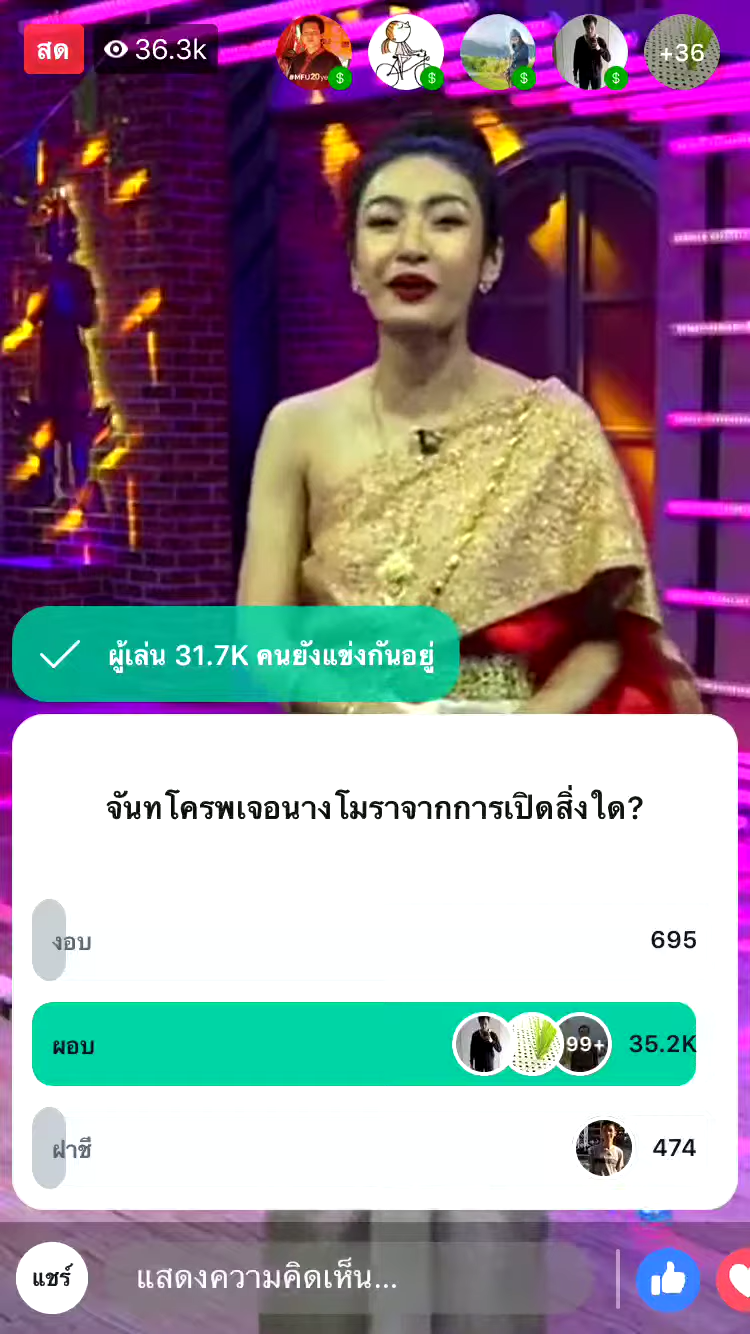 สด
36.3k
#MFU20ye
$
$
$
$
+36
ผู้เล่น 31.7K คนยังแข่งกันอยู่
จันทโครพเจอนางโมราจากการเปิดสิ่งใด?
งอบ 695
ผอบ 99+ 35.2K
ฝาชี 474
แชร์ แสดงความคิดเห็น...